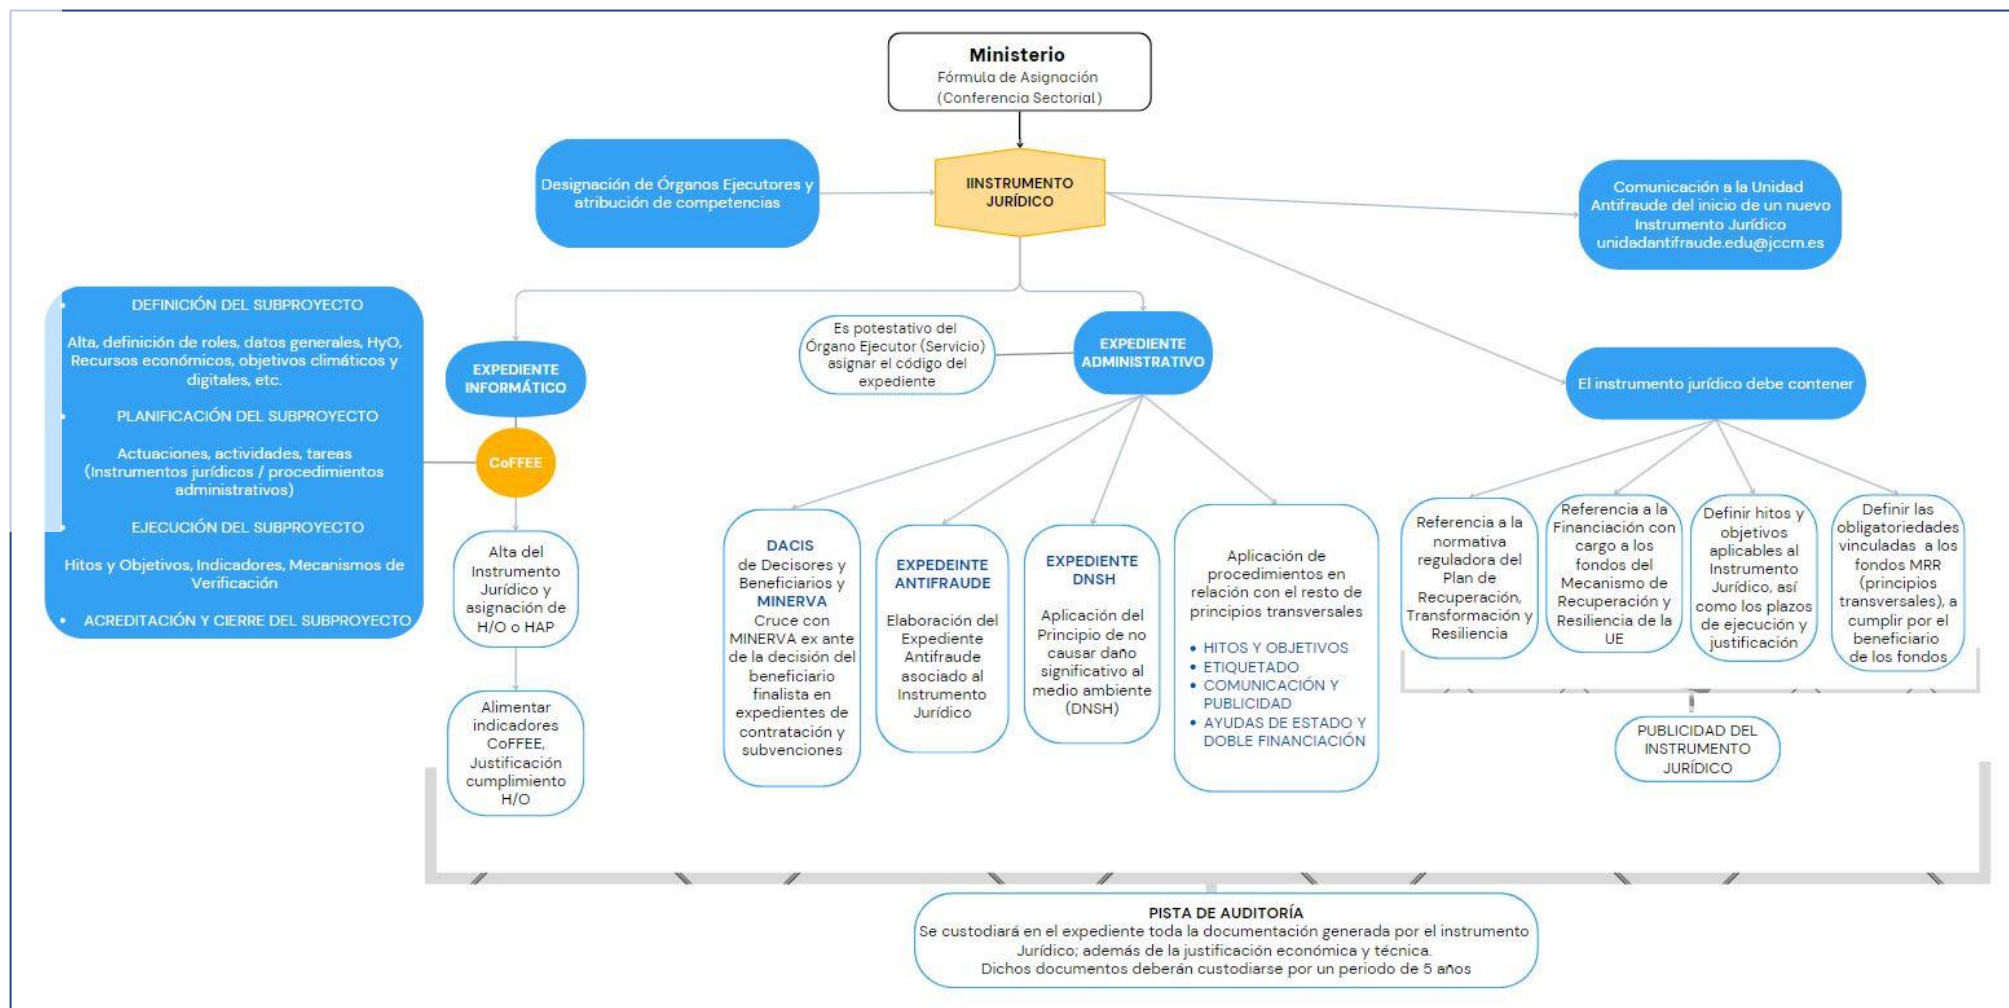 Ministerio
Fórmula de Asignación
(Conferencia Sectorial)
Designación de Órganos Ejecutores y
atribución de competencias
IINSTRUMENTO
JURÍDICO
Comunicación a la Unidad
Antifraude del inicio de un nuevo
Instrumento Jurídico
unidadantifraude.edu@jccm.es
• DEFINICIÓN DEL SUBPROYECTO
Alta, definición de roles, datos generales, HyO,
Recursos económicos, objetivos climáticos y
digitales, etc.
• PLANIFICACIÓN DEL SUBPROYECTO
Actuaciones, actividades, tareas
(Instrumentos jurídicos / procedimientos
administrativos)
• EJECUCIÓN DEL SUBPROYECTO
Hitos y Objetivos, Indicadores, Mecanismos de
Verificación
• ACREDITACIÓN Y CIERRE DEL SUBPROYECTO
EXPEDIENTE
INFORMÁTICO
CoFFEE
Alta del
Instrumento
Jurídico y
asignación de
H/O o HAP
Alimentar
indicadores
CoFFEE,
Justificación
cumplimiento
H/O
Es potestativo del
Órgano Ejecutor (Servicio)
asignar el código del
expediente
EXPEDIENTE
ADMINISTRATIVO
DACIS
de Decisores y
Beneficiarios y
MINERVA
Cruce con
MINERVA ex ante
de la decisión del
beneficiario
finalista en
expedientes de
contratación y
subvenciones
EXPEDEINTE
ANTIFRAUDE
Elaboración del
Expediente
Antifraude
asociado al
Instrumento
Jurídico
EXPEDIENTE
DNSH
Aplicación del
Principio de no
causar daño
significativo al
medio ambiente
(DNSH)
Aplicación de
procedimientos en
relación con el resto de
principios transversales
• HITOS Y OBJETIVOS
• ETIQUETADO
• COMUNICACIÓN Y
PUBLICIDAD
• AYUDAS DE ESTADO Y
DOBLE FINANCIACIÓN
El instrumento jurídico debe contener
Referencia a la
normativa
reguladora del
Plan de
Recuperación,
Transformación y
Resiliencia
Referencia a la
Financiación con
cargo a los
fondos del
Mecanismo de
Recuperación y
Resiliencia de la
UE
Definir hitos y
objetivos
aplicables al
Instrumento
Jurídico, así
como los plazos
de ejecución y
justificación
Definir las
obligatoriedades
vinculadas a los
fondos MRR
(principios
transversales), a
cumplir por el
beneficiario
de los fondos
PUBLICIDAD DEL
INSTRUMENTO
JURÍDICO
PISTA DE AUDITORÍA
Se custodiará en el expediente toda la documentación generada por el instrumento
Jurídico; además de la justificación económica y técnica.
Dichos documentos deberán custodiarse por un periodo de 5 años